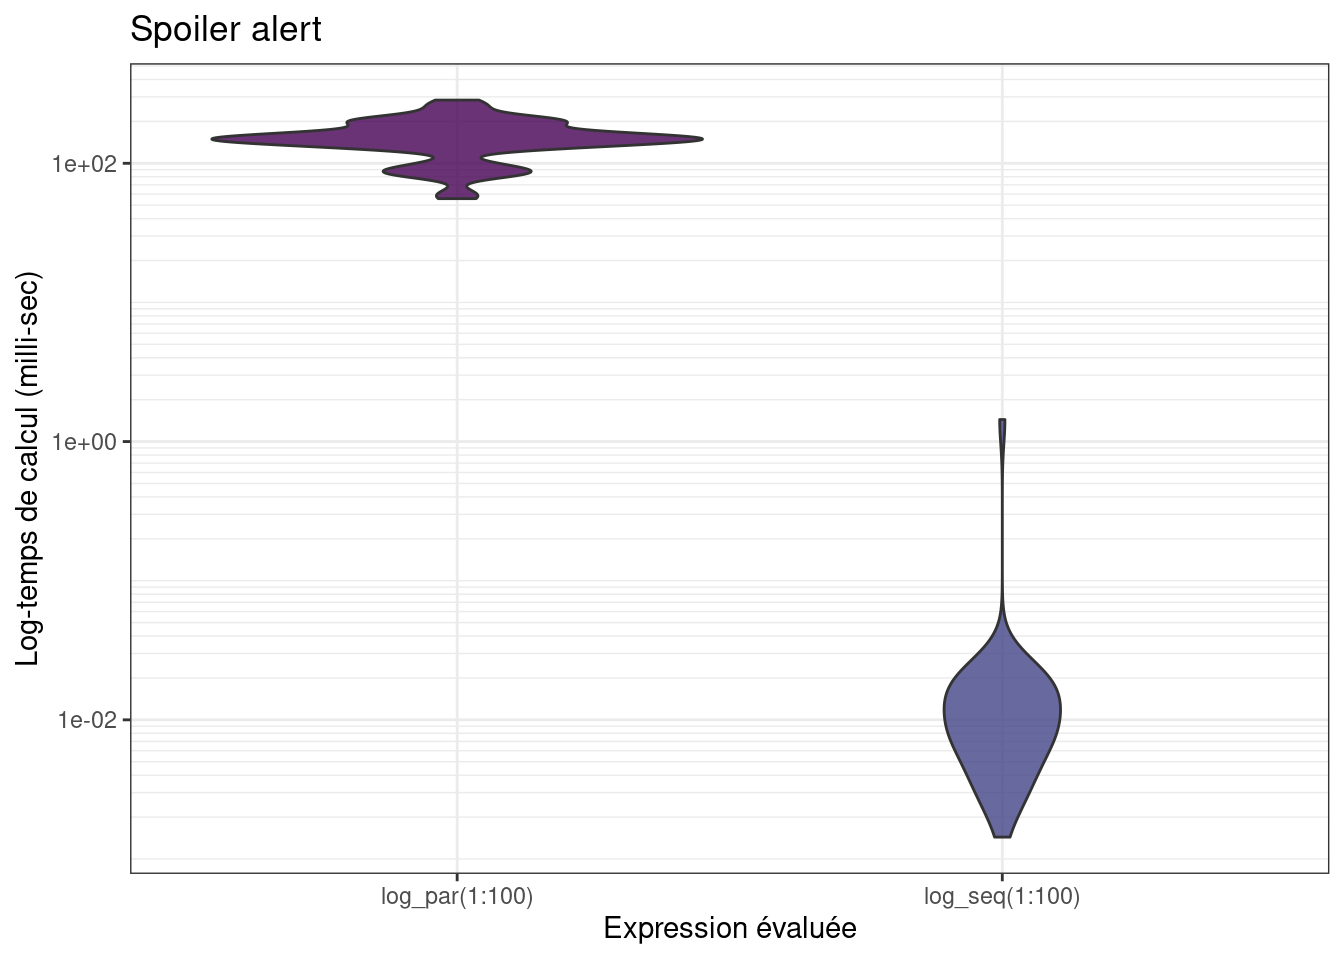 Spoiler alert
Log-temps de calcul (milli-sec)
1e+02
1e+00
1e-02
log_par(1:100)
log_seq(1:100)
Expression évaluée